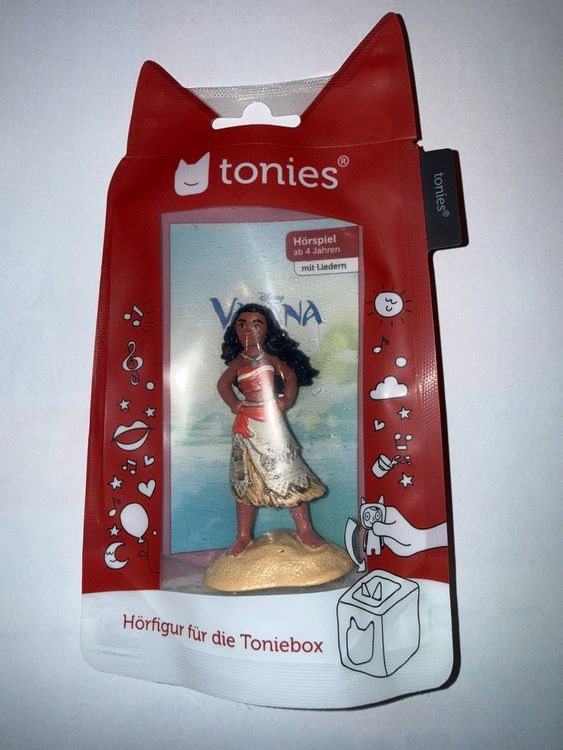 tonies®
tonies®
Hörspiel
ab 4 Jahren
mit Liedern
Disney
VAIANA
Hörfigur für die Toniebox